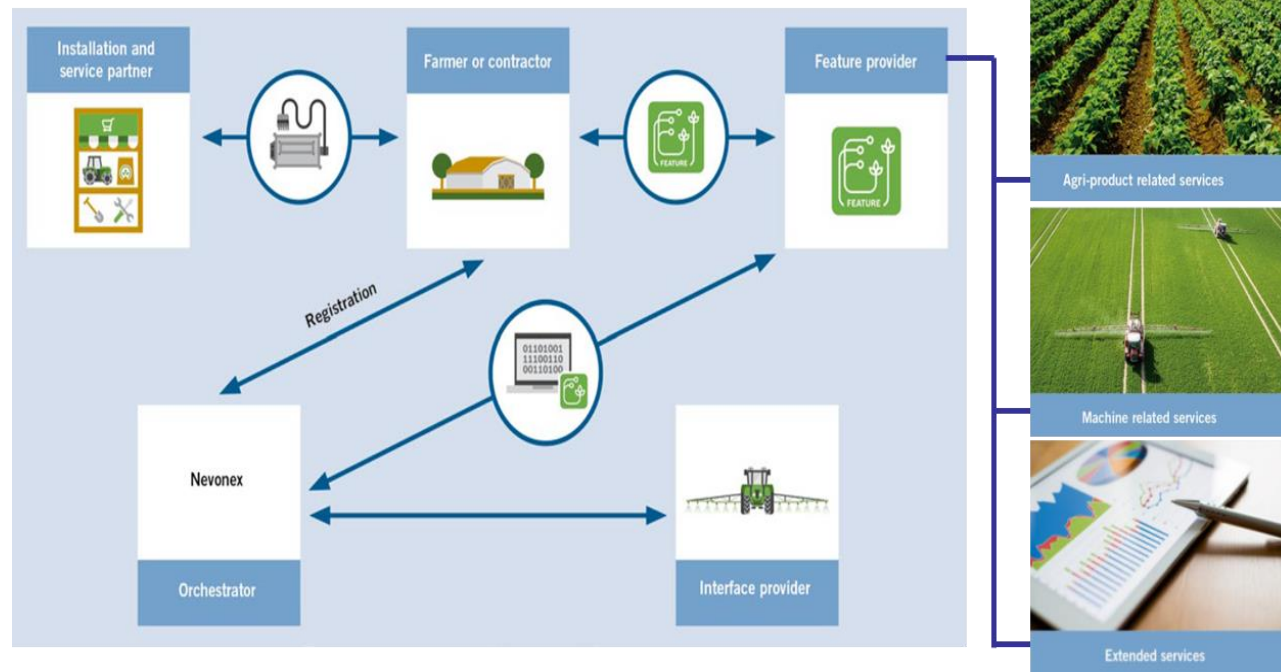 Installation and
service partner
Farmer or contractor
Feature provider
FEATURE
FEATURE
Agri-product related services
Registration
01101001
11100110
00110100
Machine related services
Nevonex
Orchestrator
Interface provider
Extended services